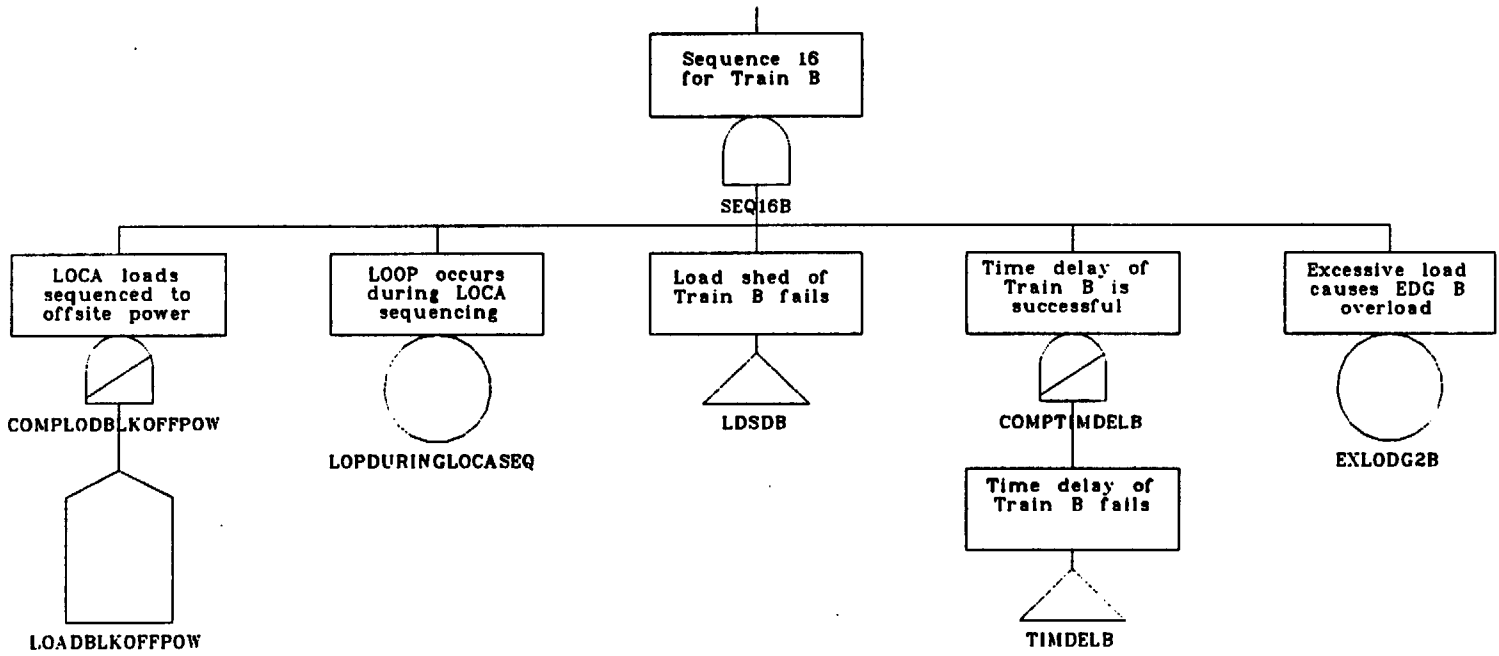 Sequence 16
for Train B
SEQ16B
LOCA loads
sequenced to
offsite power
COMPLODBLKOFFPOW
LOADBLKOFFPOW
LOOP occurs
during LOCA
sequencing
LOPDURINGLOCASEQ
Load shed of
Train B fails
LDSDB
Time delay of
Train B is
successful
COMPTIMDELB
Time delay of
Train B fails
TIMDELB
Excessive load
causes EDG B
overload
EXLODG2B